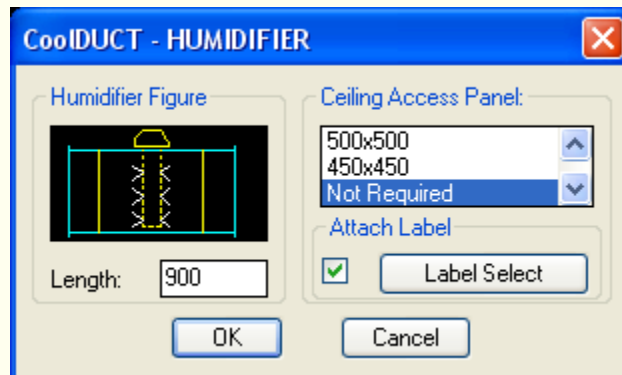 CoolDUCT - HUMIDIFIER
Humidifier Figure
Length:
900
Ceiling Access Panel:
500x500
450x450
Not Required
Attach Label
Label Select
OK
Cancel